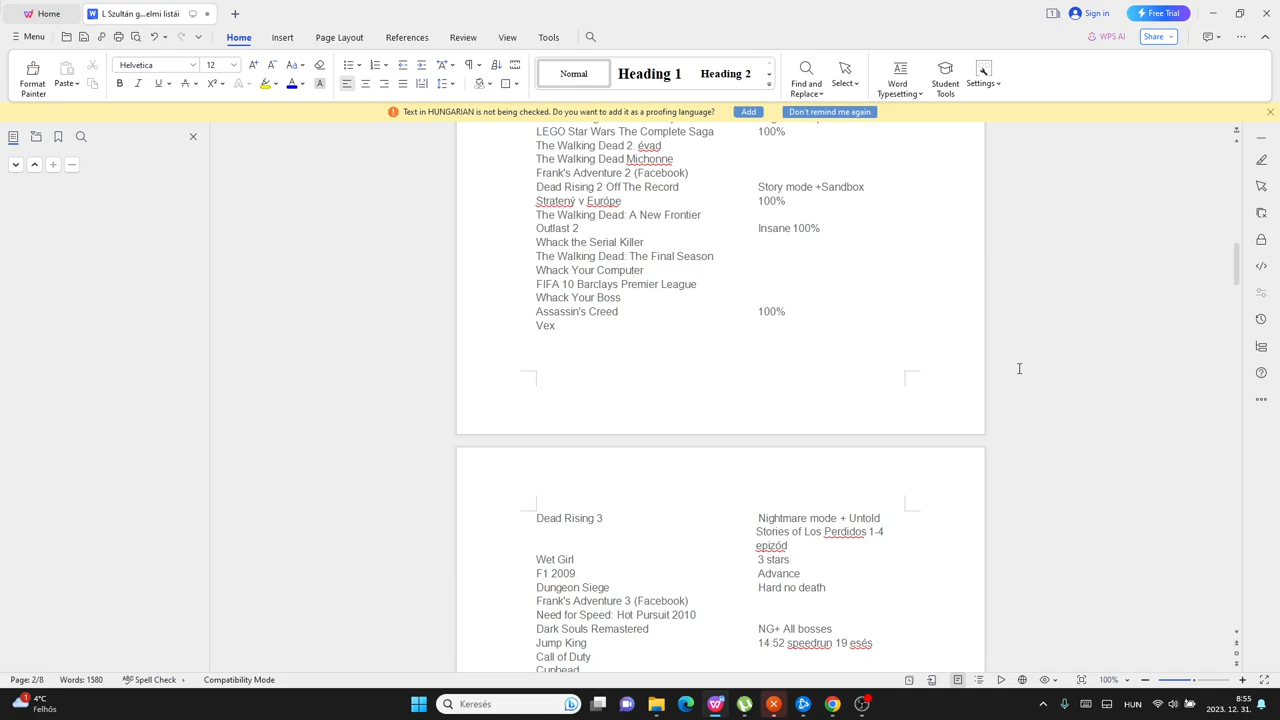 Home
L Szultán g...elmi listái
Sign in
Free Trial
Menu
Home
Insert
Page Layout
References
Review
View
Tools
WPS AI
Share
Format Painter
Paste
Helvetica
12
Normal
Heading 1
Heading 2
Find and Replace
Select
Word Typesetting
Student Tools
Settings
Text in HUNGARIAN is not being checked. Do you want to add it as a proofing language?
Add
Don't remind me again
LEGO Star Wars The Complete Saga 100%
The Walking Dead 2. évad
The Walking Dead Michonne
Frank's Adventure 2 (Facebook)
Dead Rising 2 Off The Record Story mode +Sandbox
Stratený v Európe 100%
The Walking Dead: A New Frontier
Outlast 2 Insane 100%
Whack the Serial Killer
The Walking Dead: The Final Season
Whack Your Computer
FIFA 10 Barclays Premier League
Whack Your Boss
Assassin's Creed 100%
Vex
Dead Rising 3 Nightmare mode + Untold
Stories of Los Perdidos 1-4
epizód
Wet Girl 3 stars
F1 2009 Advance
Dungeon Siege Hard no death
Frank's Adventure 3 (Facebook)
Need for Speed: Hot Pursuit 2010
Dark Souls Remastered NG+ All bosses
Jump King 14:52 speedrun 19 esés
Call of Duty
Cuphead
Page: 2/8
Words: 1580
Spell Check
Compatibility Mode
100%
1
4°C
Felhős
Keresés
HUN
8:55
2023. 12. 31.